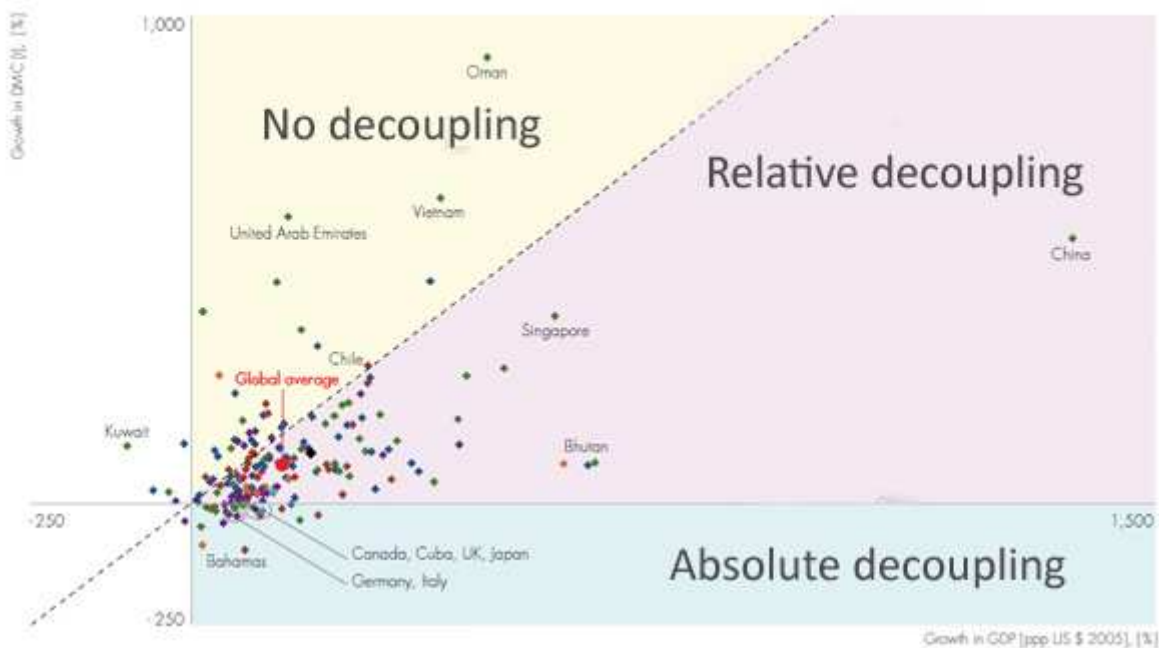 Growth in DMC [t], [%]
1,000
Oman
No decoupling
Relative decoupling
Vietnam
United Arab Emirates
China
Singapore
Chile
Global average
Kuwait
Bhutan
-250
1,500
Canada, Cuba, UK, Japan
Bahamas
Absolute decoupling
Germany, Italy
-250
Growth in GDP [ppp US $ 2005], [%]